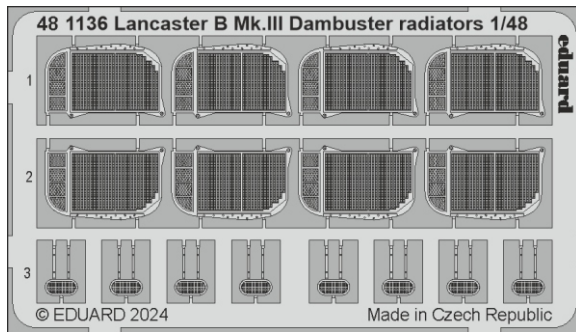 48 1136 Lancaster B Mk.III Dambuster radiators 1/48
eduard
1
2
3
© EDUARD 2024
Made in Czech Republic